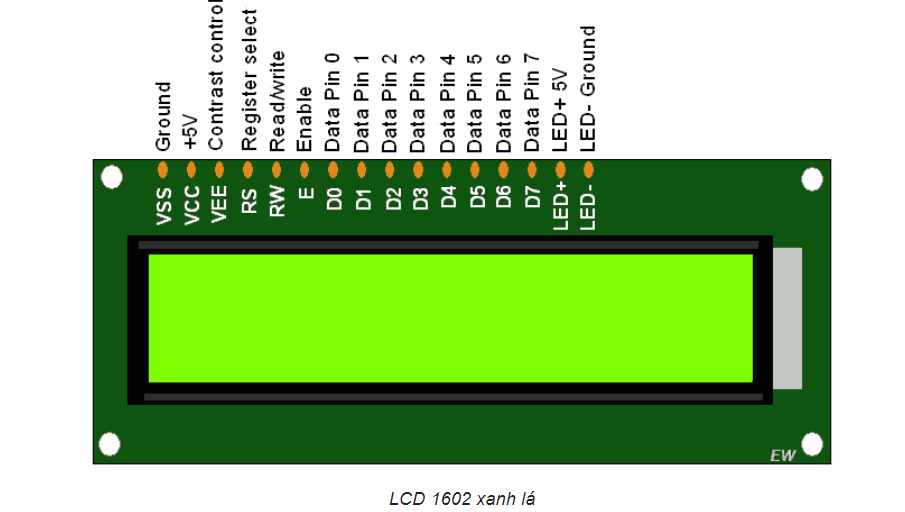 Ground
+5V
Contrast control
Register select
Read/write
Enable
Data Pin 0
Data Pin 1
Data Pin 2
Data Pin 3
Data Pin 4
Data Pin 5
Data Pin 6
Data Pin 7
LED+ 5V
LED- Ground
VSS
VCC
VEE
RS
RW
E
D0
D1
D2
D3
D4
D5
D6
D7
LED+
LED-
EW
LCD 1602 xanh lá